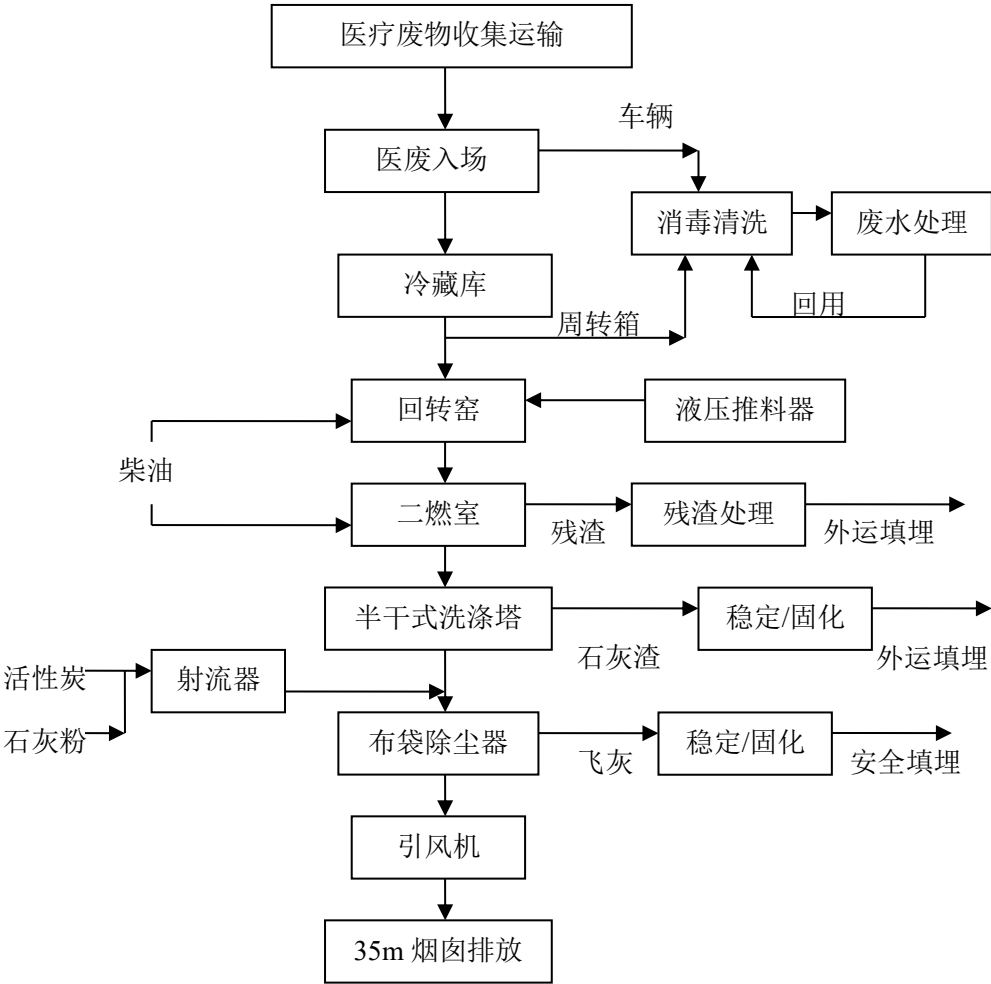 医疗废物收集运输
车辆
医废入场
消毒清洗
废水处理
冷藏库
回用
周转箱
回转窑
液压推料器
柴油
二燃室
残渣
残渣处理
外运填埋
半干式洗涤塔
石灰渣
稳定/固化
外运填埋
活性炭
射流器
石灰粉
布袋除尘器
飞灰
稳定/固化
安全填埋
引风机
35m 烟囱排放